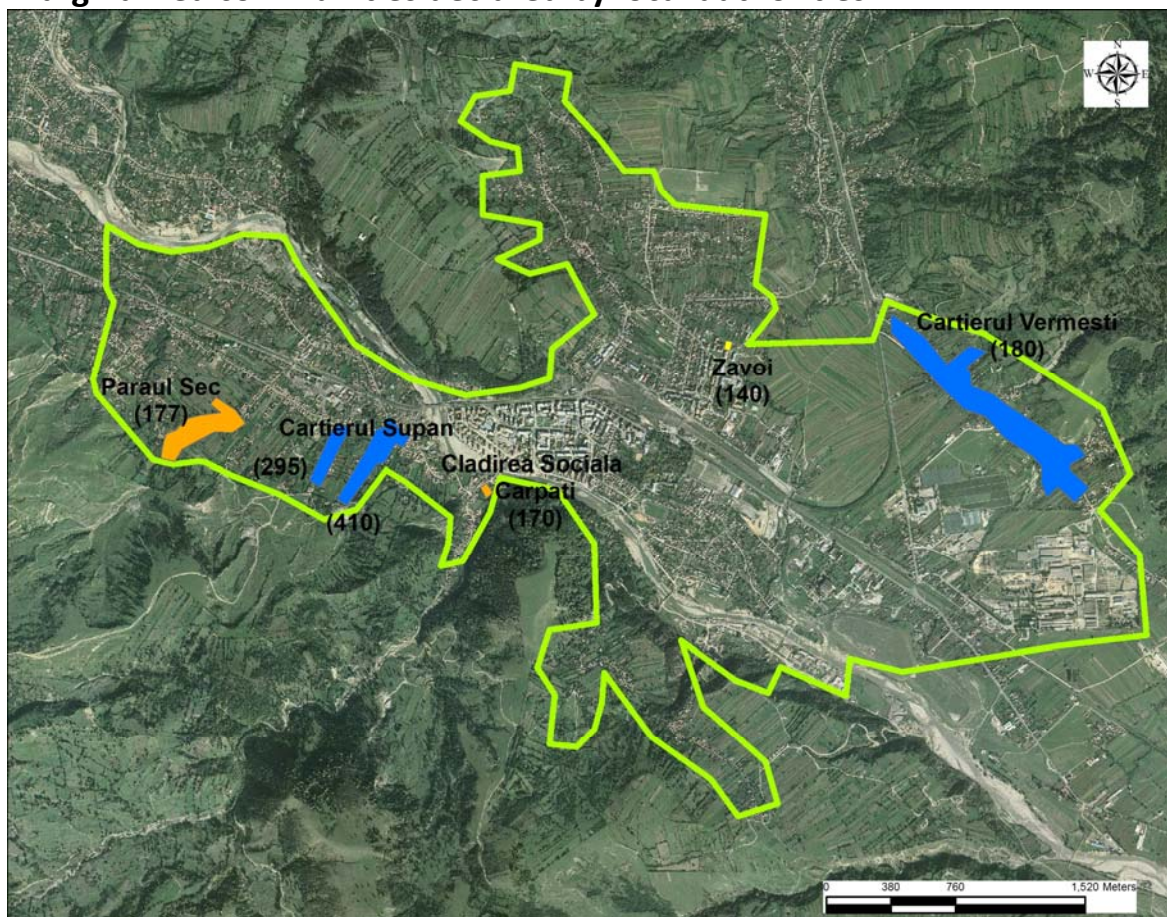 N
W E
S
Cartierul Vermesti
(180)
Zavoi
(140)
Paraul Sec
(177)
Cartierul Supan
(295)
(410)
Cladirea Sociala
Carpati
(170)
0 380 760 1,520 Meters